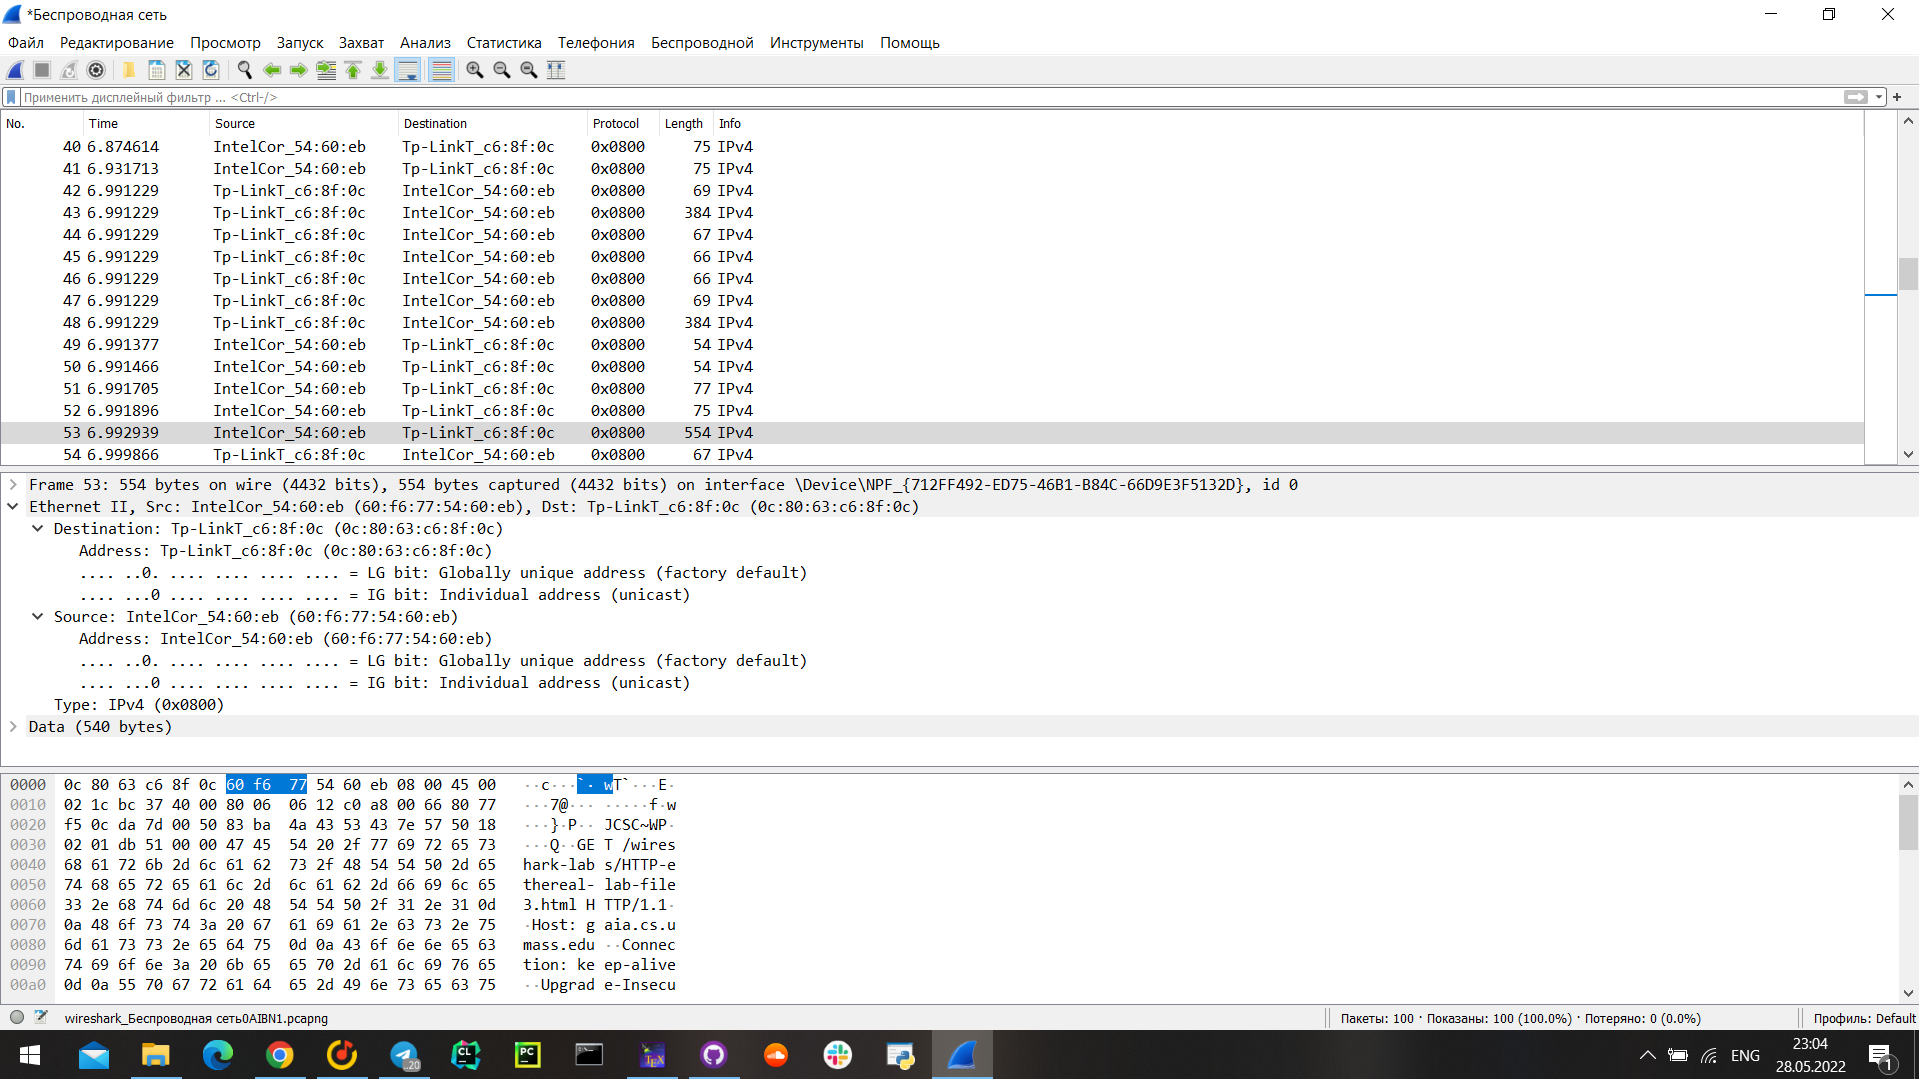 *Беспроводная сеть
Файл Редактирование Просмотр Запуск Захват Анализ Статистика Телефония Беспроводной Инструменты Помощь
Применить дисплейный фильтр ... <Ctrl-/>
No. Time Source Destination Protocol Length Info
40 6.874614 IntelCor_54:60:eb Tp-LinkT_c6:8f:0c 0x0800 75 IPv4
41 6.931713 IntelCor_54:60:eb Tp-LinkT_c6:8f:0c 0x0800 75 IPv4
42 6.991229 Tp-LinkT_c6:8f:0c IntelCor_54:60:eb 0x0800 69 IPv4
43 6.991229 Tp-LinkT_c6:8f:0c IntelCor_54:60:eb 0x0800 384 IPv4
44 6.991229 Tp-LinkT_c6:8f:0c IntelCor_54:60:eb 0x0800 67 IPv4
45 6.991229 Tp-LinkT_c6:8f:0c IntelCor_54:60:eb 0x0800 66 IPv4
46 6.991229 Tp-LinkT_c6:8f:0c IntelCor_54:60:eb 0x0800 66 IPv4
47 6.991229 Tp-LinkT_c6:8f:0c IntelCor_54:60:eb 0x0800 69 IPv4
48 6.991229 Tp-LinkT_c6:8f:0c IntelCor_54:60:eb 0x0800 384 IPv4
49 6.991377 IntelCor_54:60:eb Tp-LinkT_c6:8f:0c 0x0800 54 IPv4
50 6.991466 IntelCor_54:60:eb Tp-LinkT_c6:8f:0c 0x0800 54 IPv4
51 6.991705 IntelCor_54:60:eb Tp-LinkT_c6:8f:0c 0x0800 77 IPv4
52 6.991896 IntelCor_54:60:eb Tp-LinkT_c6:8f:0c 0x0800 75 IPv4
53 6.992939 IntelCor_54:60:eb Tp-LinkT_c6:8f:0c 0x0800 554 IPv4
54 6.999866 Tp-LinkT_c6:8f:0c IntelCor_54:60:eb 0x0800 67 IPv4
Frame 53: 554 bytes on wire (4432 bits), 554 bytes captured (4432 bits) on interface \Device\NPF_{712FF492-ED75-46B1-B84C-66D9E3F5132D}, id 0
Ethernet II, Src: IntelCor_54:60:eb (60:f6:77:54:60:eb), Dst: Tp-LinkT_c6:8f:0c (0c:80:63:c6:8f:0c)
Destination: Tp-LinkT_c6:8f:0c (0c:80:63:c6:8f:0c)
Address: Tp-LinkT_c6:8f:0c (0c:80:63:c6:8f:0c)
.... ..0. .... .... .... .... = LG bit: Globally unique address (factory default)
.... ...0 .... .... .... .... = IG bit: Individual address (unicast)
Source: IntelCor_54:60:eb (60:f6:77:54:60:eb)
Address: IntelCor_54:60:eb (60:f6:77:54:60:eb)
.... ..0. .... .... .... .... = LG bit: Globally unique address (factory default)
.... ...0 .... .... .... .... = IG bit: Individual address (unicast)
Type: IPv4 (0x0800)
Data (540 bytes)
0000 0c 80 63 c6 8f 0c 60 f6 77 54 60 eb 08 00 45 00 ··c···`· wT`···E·
0010 02 1c bc 37 40 00 80 06 06 12 c0 a8 00 66 80 77 ···7@··· ·····f·w
0020 f5 0c da 7d 00 50 83 ba 4a 43 53 43 7e 57 50 18 ···}·P·· JCSC~WP·
0030 02 01 db 51 00 00 47 45 54 20 2f 77 69 72 65 73 ···Q··GE T /wires
0040 68 61 72 6b 2d 6c 61 62 73 2f 48 54 54 50 2d 65 hark-lab s/HTTP-e
0050 74 68 65 72 65 61 6c 2d 6c 61 62 2d 66 69 6c 65 thereal- lab-file
0060 33 2e 68 74 6d 6c 20 48 54 54 50 2f 31 2e 31 0d 3.html H TTP/1.1·
0070 0a 48 6f 73 74 3a 20 67 61 69 61 2e 63 73 2e 75 ·Host: g aia.cs.u
0080 6d 61 73 73 2e 65 64 75 0d 0a 43 6f 6e 6e 65 63 mass.edu ··Connec
0090 74 69 6f 6e 3a 20 6b 65 65 70 2d 61 6c 69 76 65 tion: ke ep-alive
00a0 0d 0a 55 70 67 72 61 64 65 2d 49 6e 73 65 63 75 ··Upgrad e-Insecu
wireshark_Беспроводная сеть0AIBN1.pcapng Пакеты: 100 · Показаны: 100 (100.0%) · Потеряно: 0 (0.0%) Профиль: Default
..20 CL PC TEX ENG 23:04
28.05.2022 1